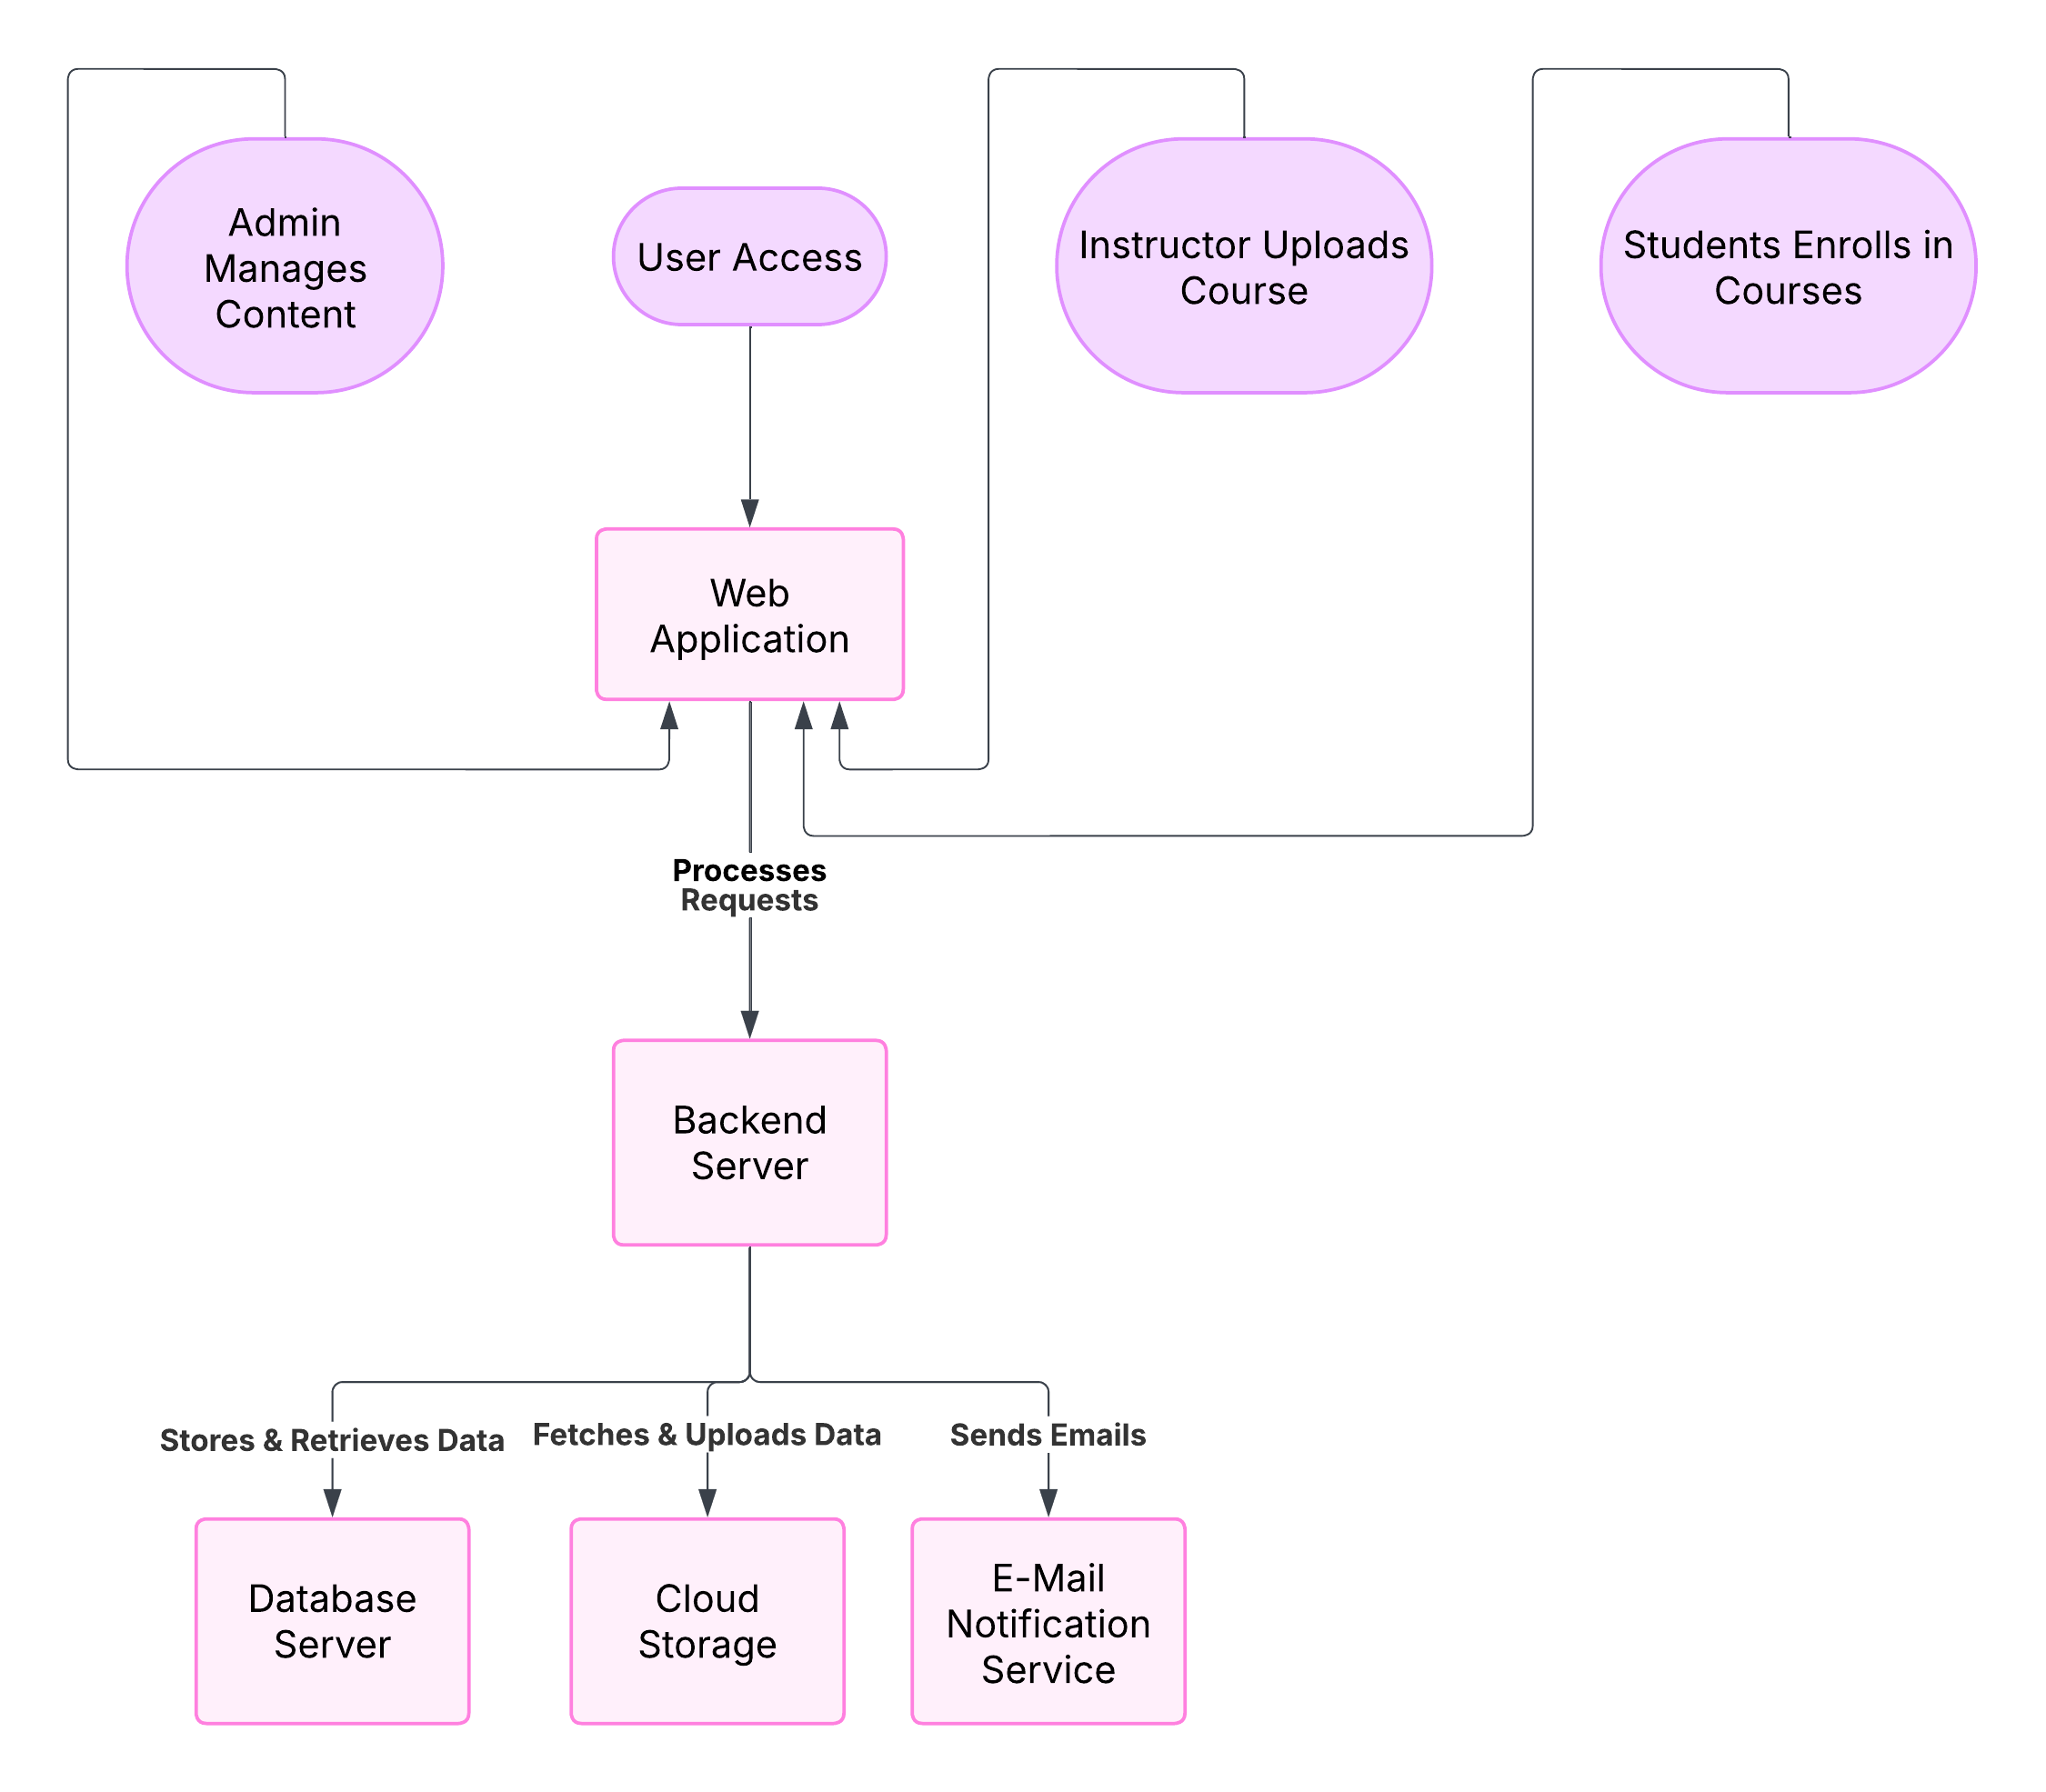 Admin
Manages
Content
User Access
Instructor Uploads
Course
Students Enrolls in
Courses
Web
Application
Processes
Requests
Backend
Server
Stores & Retrieves Data
Fetches & Uploads Data
Sends Emails
Database
Server
Cloud
Storage
E-Mail
Notification
Service